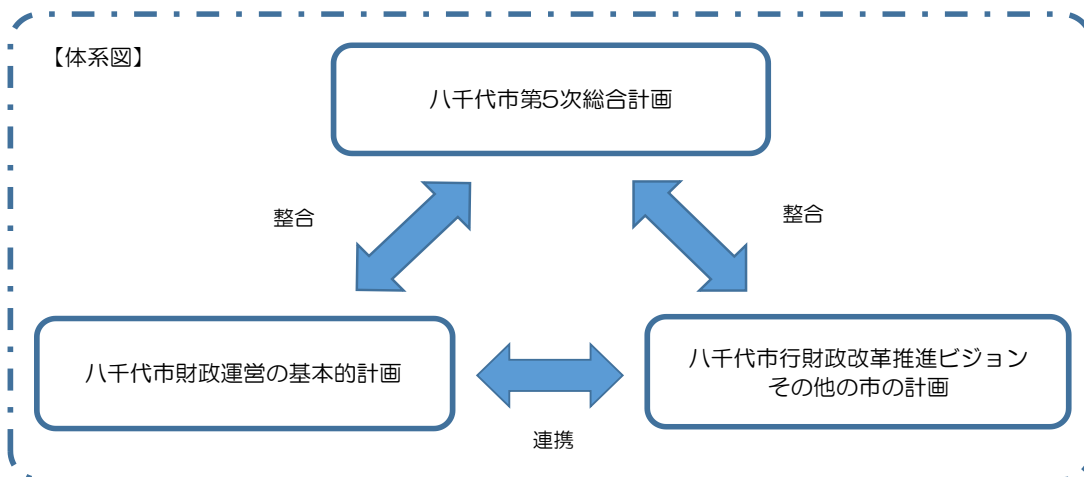 【体系図】
八千代市第5次総合計画
整合
整合
八千代市財政運営の基本的計画
八千代市行財政改革推進ビジョン
その他の市の計画
連携